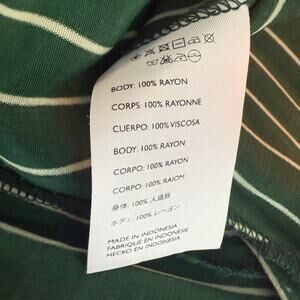 BODY: 100% RAYON
CORPS: 100% RAYONNE
CUERPO: 100% VISCOSA
BODY: 100% RAYON
CORPO: 100% RAYON
CORPO: 100% RAIOM
身体: 100% 人造丝
ボディ: 100% レーヨン
MADE IN INDONESIA
FABRIQUÉ EN INDONÉSIE
HECKO EN INDONESIA